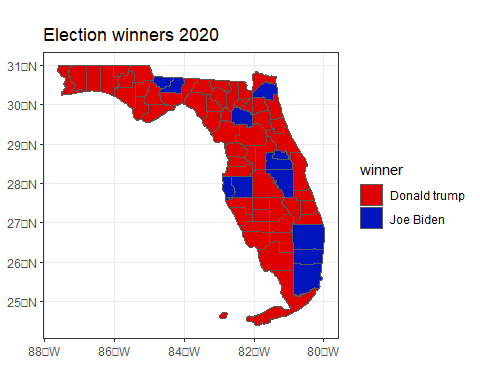 Election winners 2020
31▯N
30▯N
29▯N
28▯N
27▯N
26▯N
25▯N
88▯W 86▯W 84▯W 82▯W 80▯W
winner
Donald trump
Joe Biden